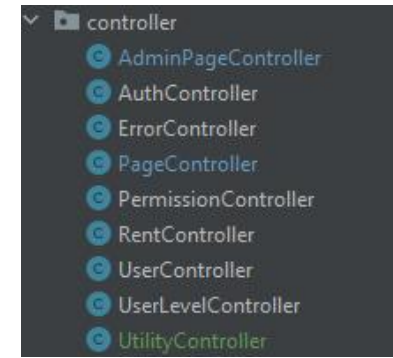 controller
C AdminPageController
C AuthController
C ErrorController
C PageController
C PermissionController
C RentController
C UserController
C UserLevelController
C UtilityController